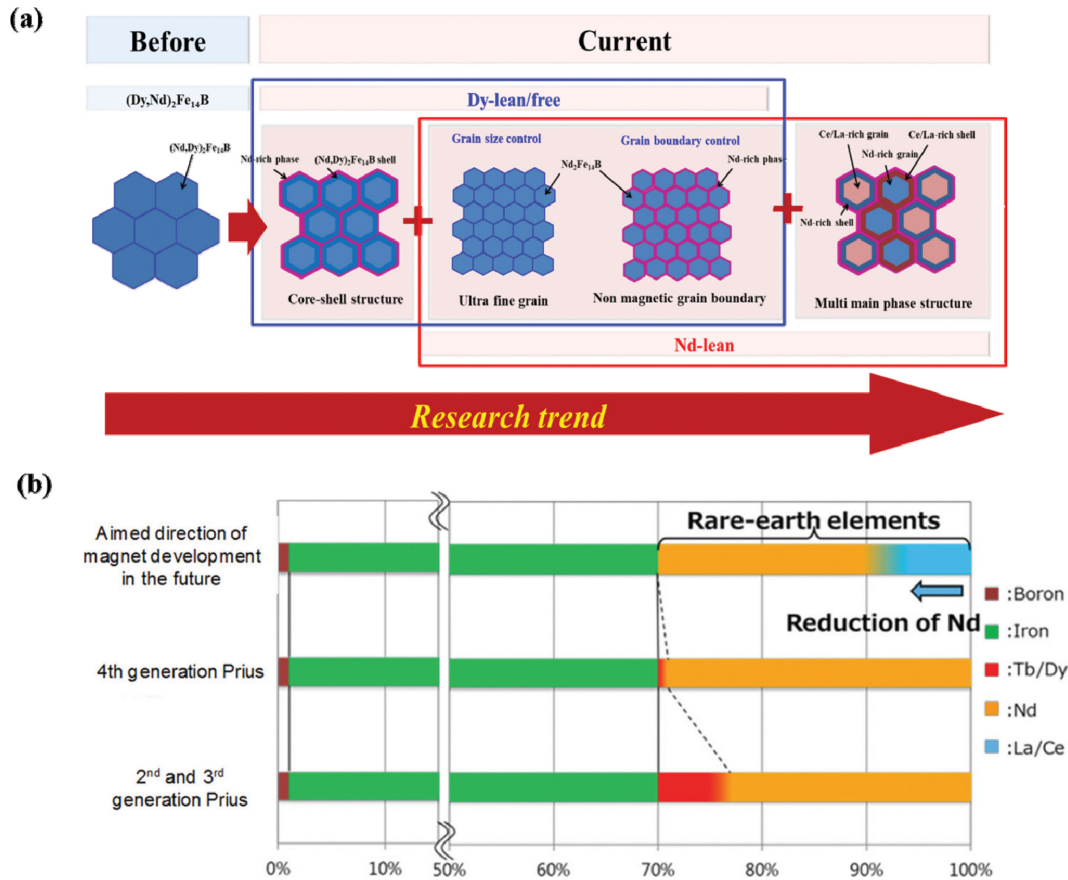 (a)
Before
Current
(Dy,Nd)₂Fe₁₄B
Dy-lean/free
(Nd,Dy)₂Fe₁₄B
Nd-rich phase
(Nd,Dy)₂Fe₁₄B shell
Core-shell structure
+
Grain size control
Grain boundary control
Nd₂Fe₁₄B
Nd-rich phase
Ultra fine grain
Non magnetic grain boundary
+
Ce/La-rich grain
Ce/La-rich shell
Nd-rich grain
Nd-rich shell
Multi main phase structure
Nd-lean
Research trend
(b)
Aimed direction of
magnet development
in the future
Rare-earth elements
Reduction of Nd
4th generation Prius
2nd and 3rd
generation Prius
:Boron
:Iron
:Tb/Dy
:Nd
:La/Ce
0%
10%
50%
60%
70%
80%
90%
100%